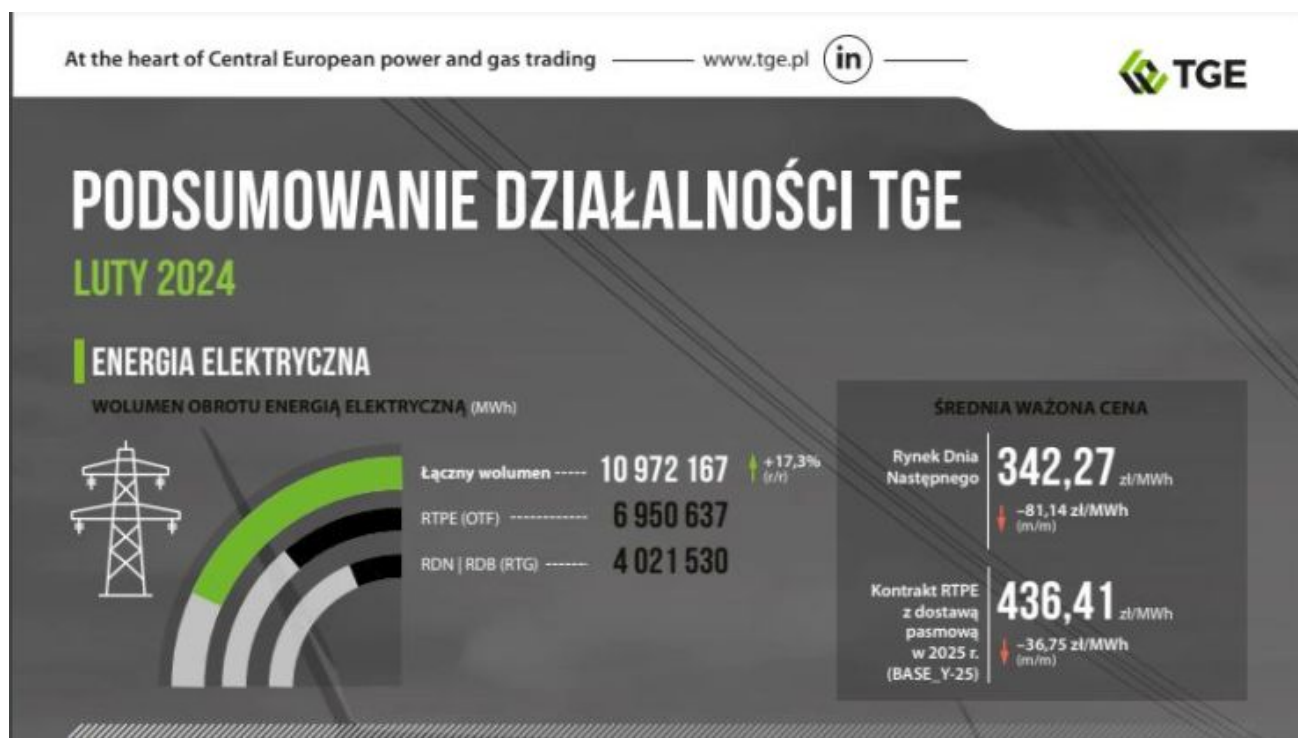 At the heart of Central European power and gas trading
www.tge.pl
in
TGE
PODSUMOWANIE DZIAŁALNOŚCI TGE
LUTY 2024
ENERGIA ELEKTRYCZNA
WOLUMEN OBROTU ENERGIĄ ELEKTRYCZNĄ (MWh)
Łączny wolumen ----- 10 972 167 +17,3%
(r/r)
RTPE (OTF) ------------ 6 950 637
RDN | RDB (RTG) ------- 4 021 530
ŚREDNIA WAŻONA CENA
Rynek Dnia
Następnego
342,27 zł/MWh
–81,14 zł/MWh
(m/m)
Kontrakt RTPE
z dostawą
pasmową
w 2025 r.
(BASE_Y-25)
436,41 zł/MWh
–36,75 zł/MWh
(m/m)